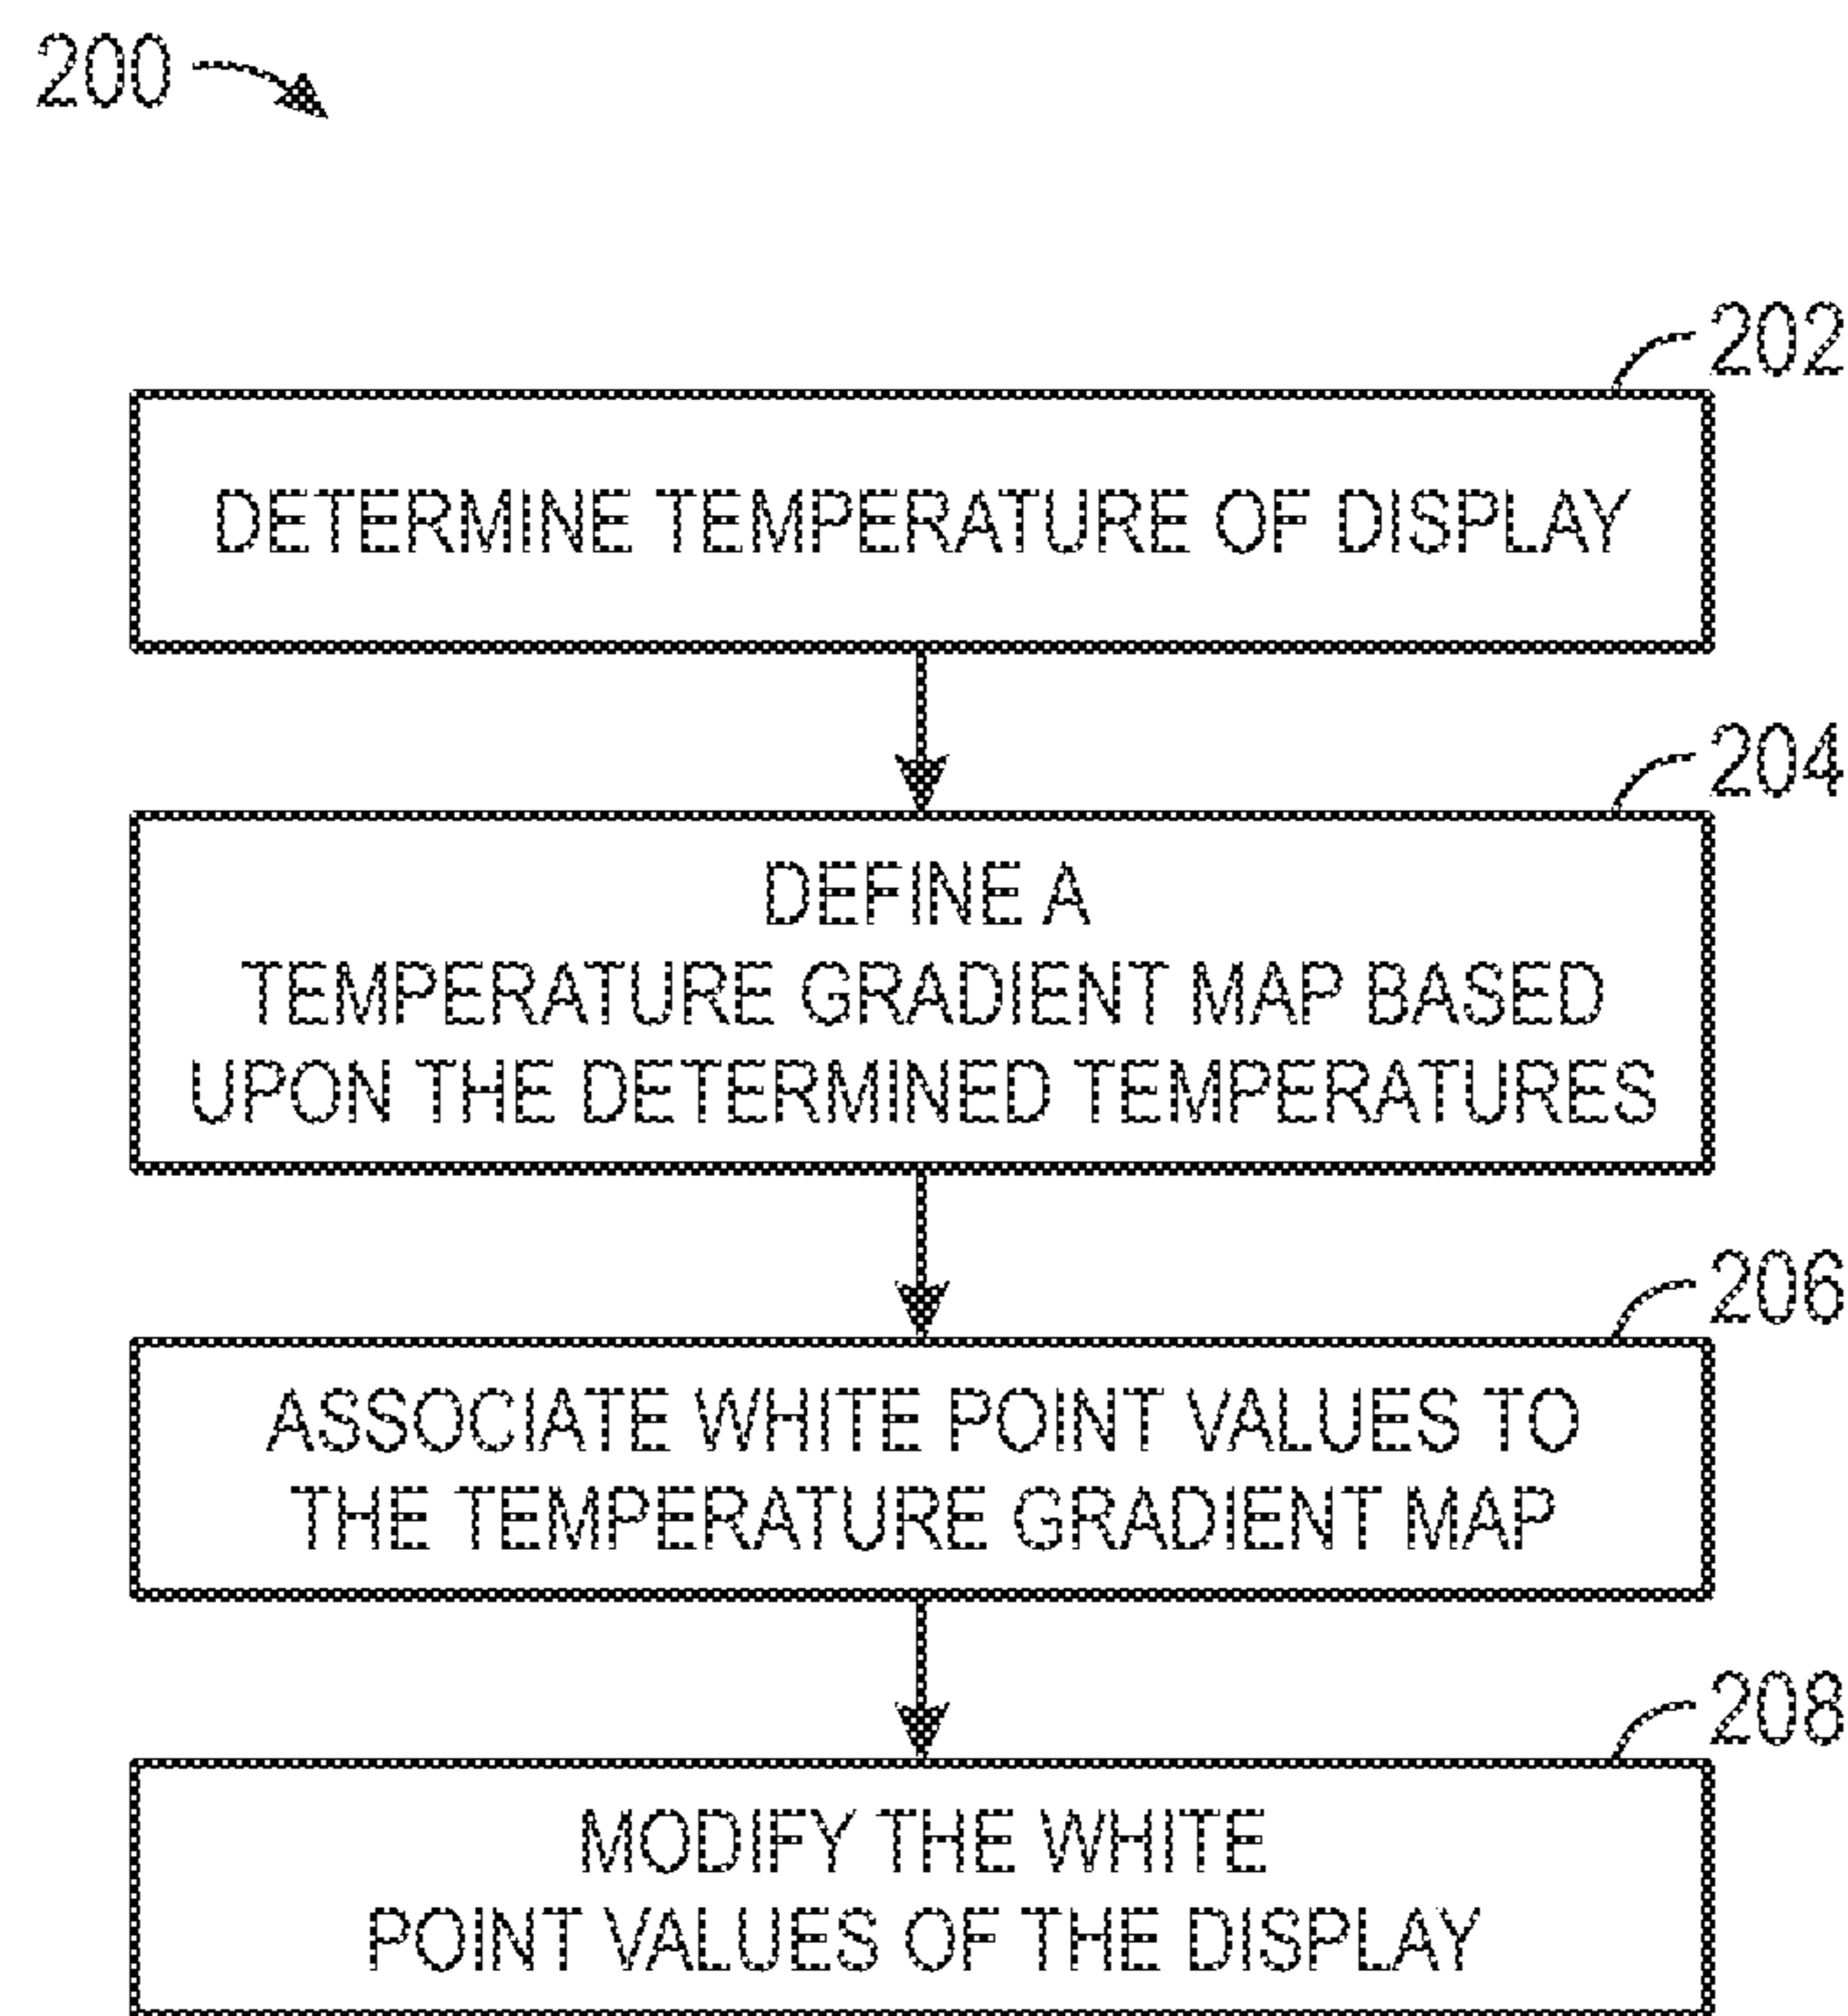 200
202
DETERMINE TEMPERATURE OF DISPLAY
204
DEFINE A
TEMPERATURE GRADIENT MAP BASED
UPON THE DETERMINED TEMPERATURES
206
ASSOCIATE WHITE POINT VALUES TO
THE TEMPERATURE GRADIENT MAP
208
MODIFY THE WHITE
POINT VALUES OF THE DISPLAY